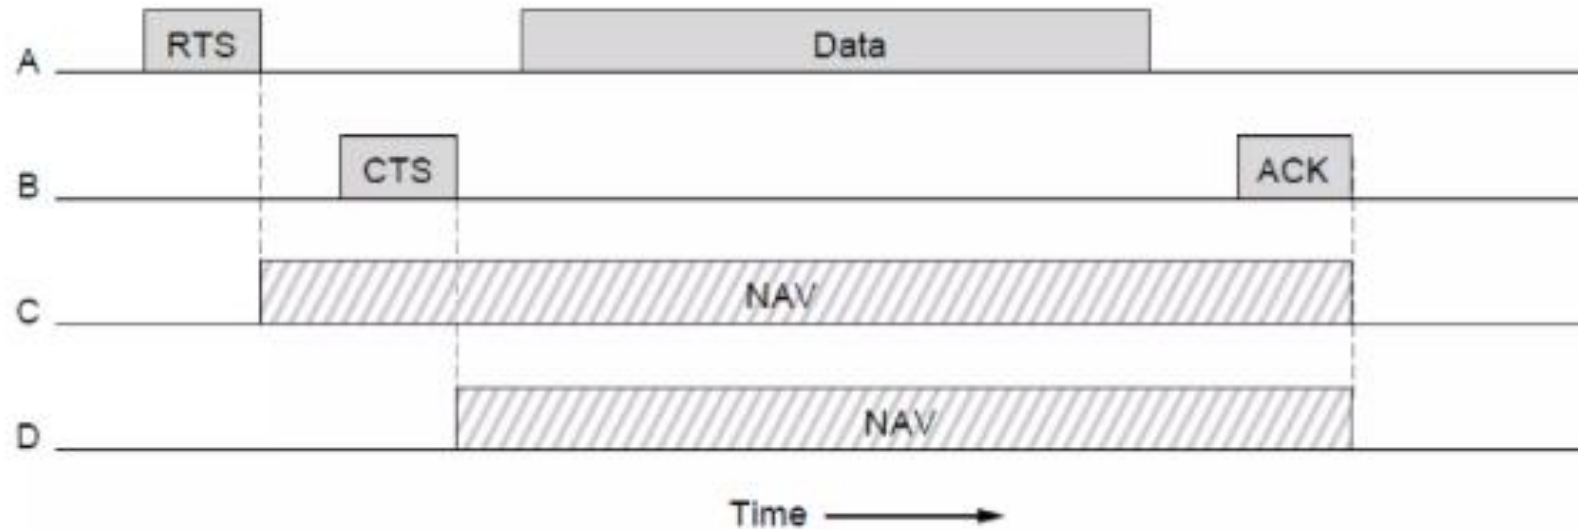 A RTS Data
B CTS ACK
C NAV
D NAV
Time